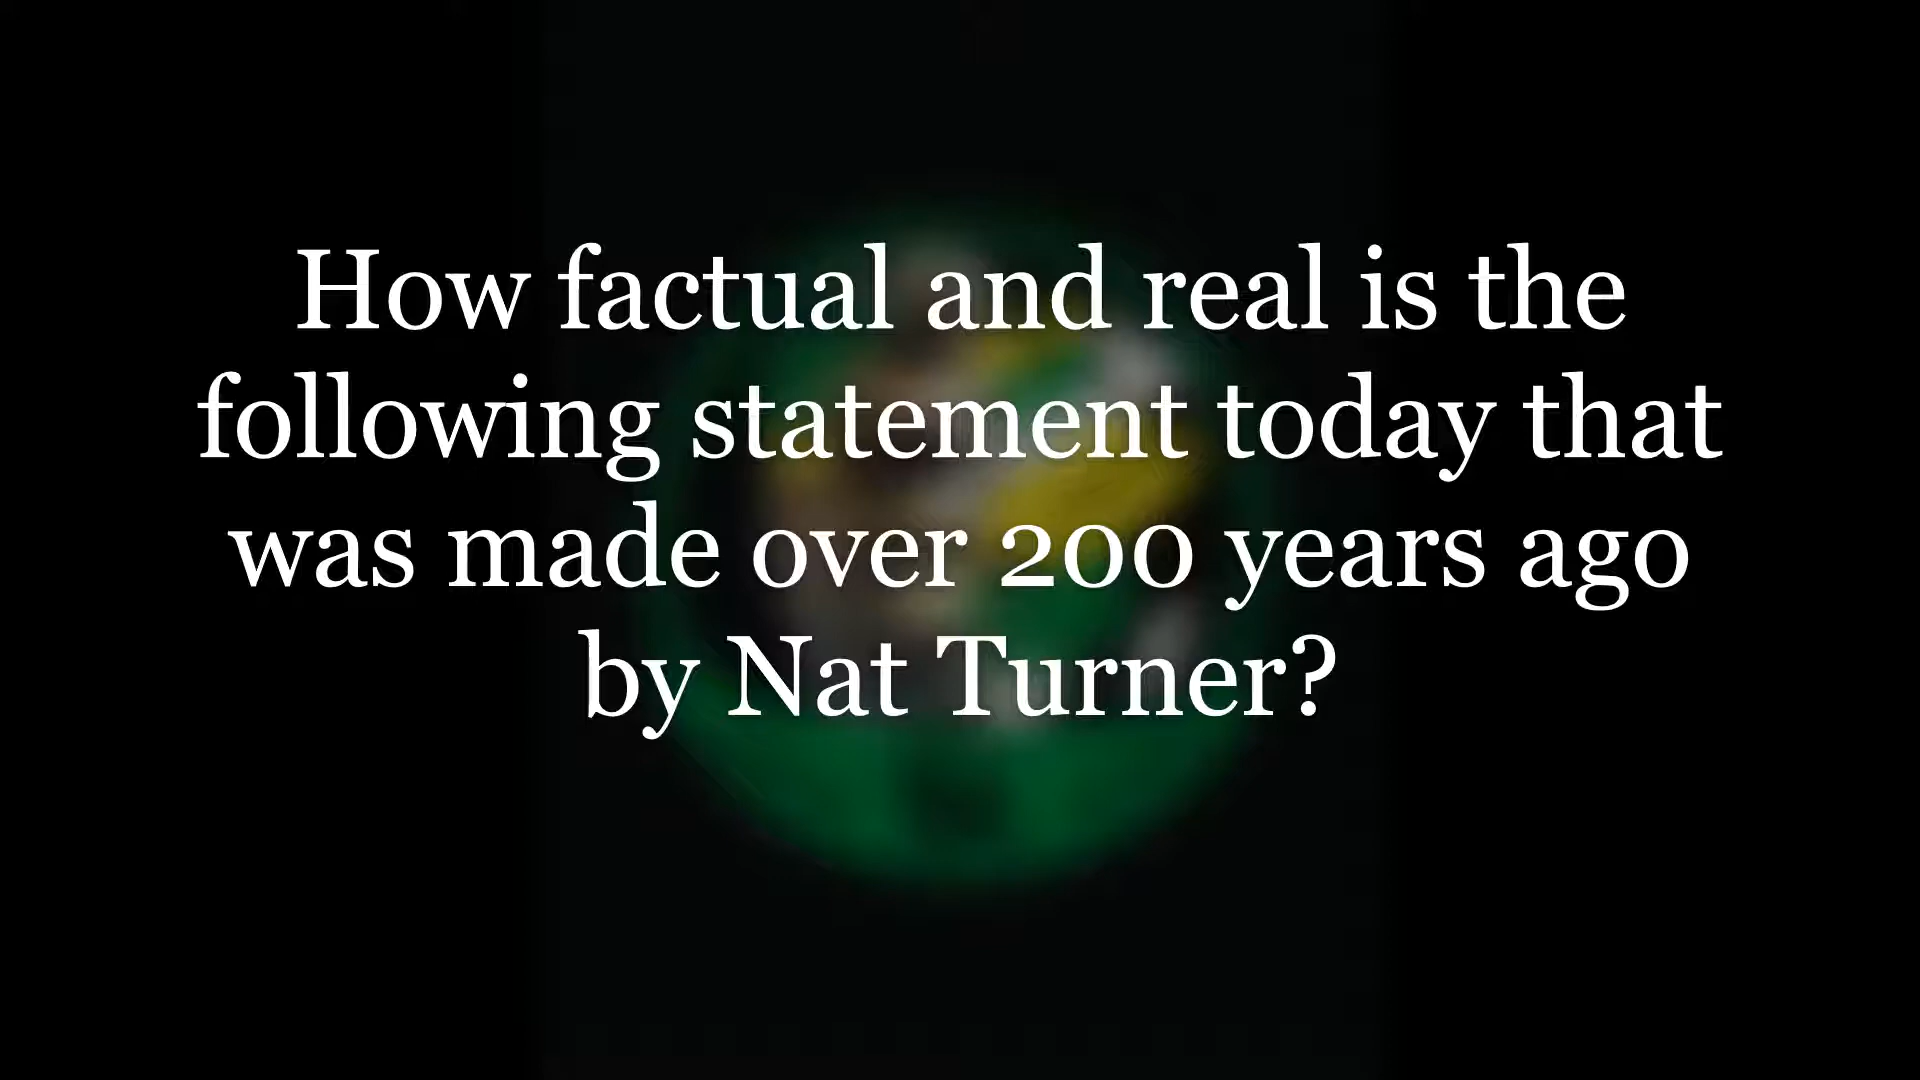 How factual and real is the
following statement today that
was made over 200 years ago
by Nat Turner?